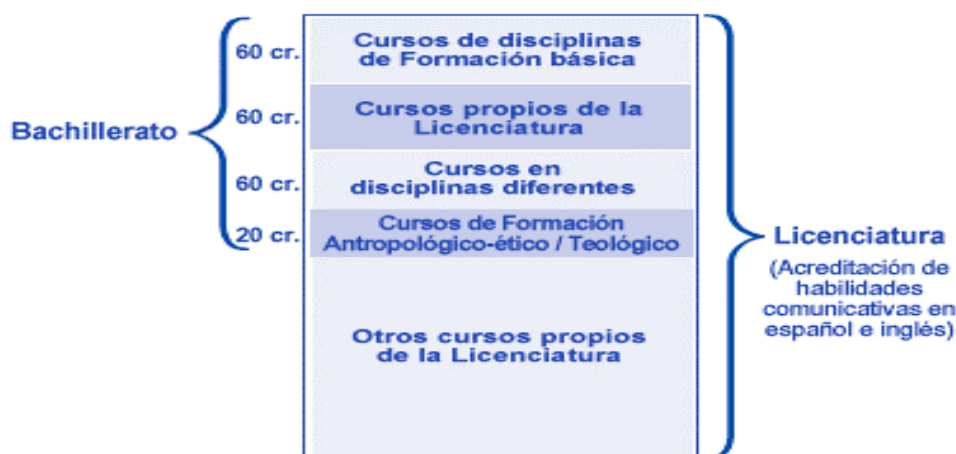 Bachillerato
60 cr.
Cursos de disciplinas
de Formación básica
60 cr.
Cursos propios de la
Licenciatura
60 cr.
Cursos en
disciplinas diferentes
20 cr.
Cursos de Formación
Antropológico-ético / Teológico
Otros cursos propios
de la Licenciatura
Licenciatura
(Acreditación de
habilidades
comunicativas en
español e inglés)